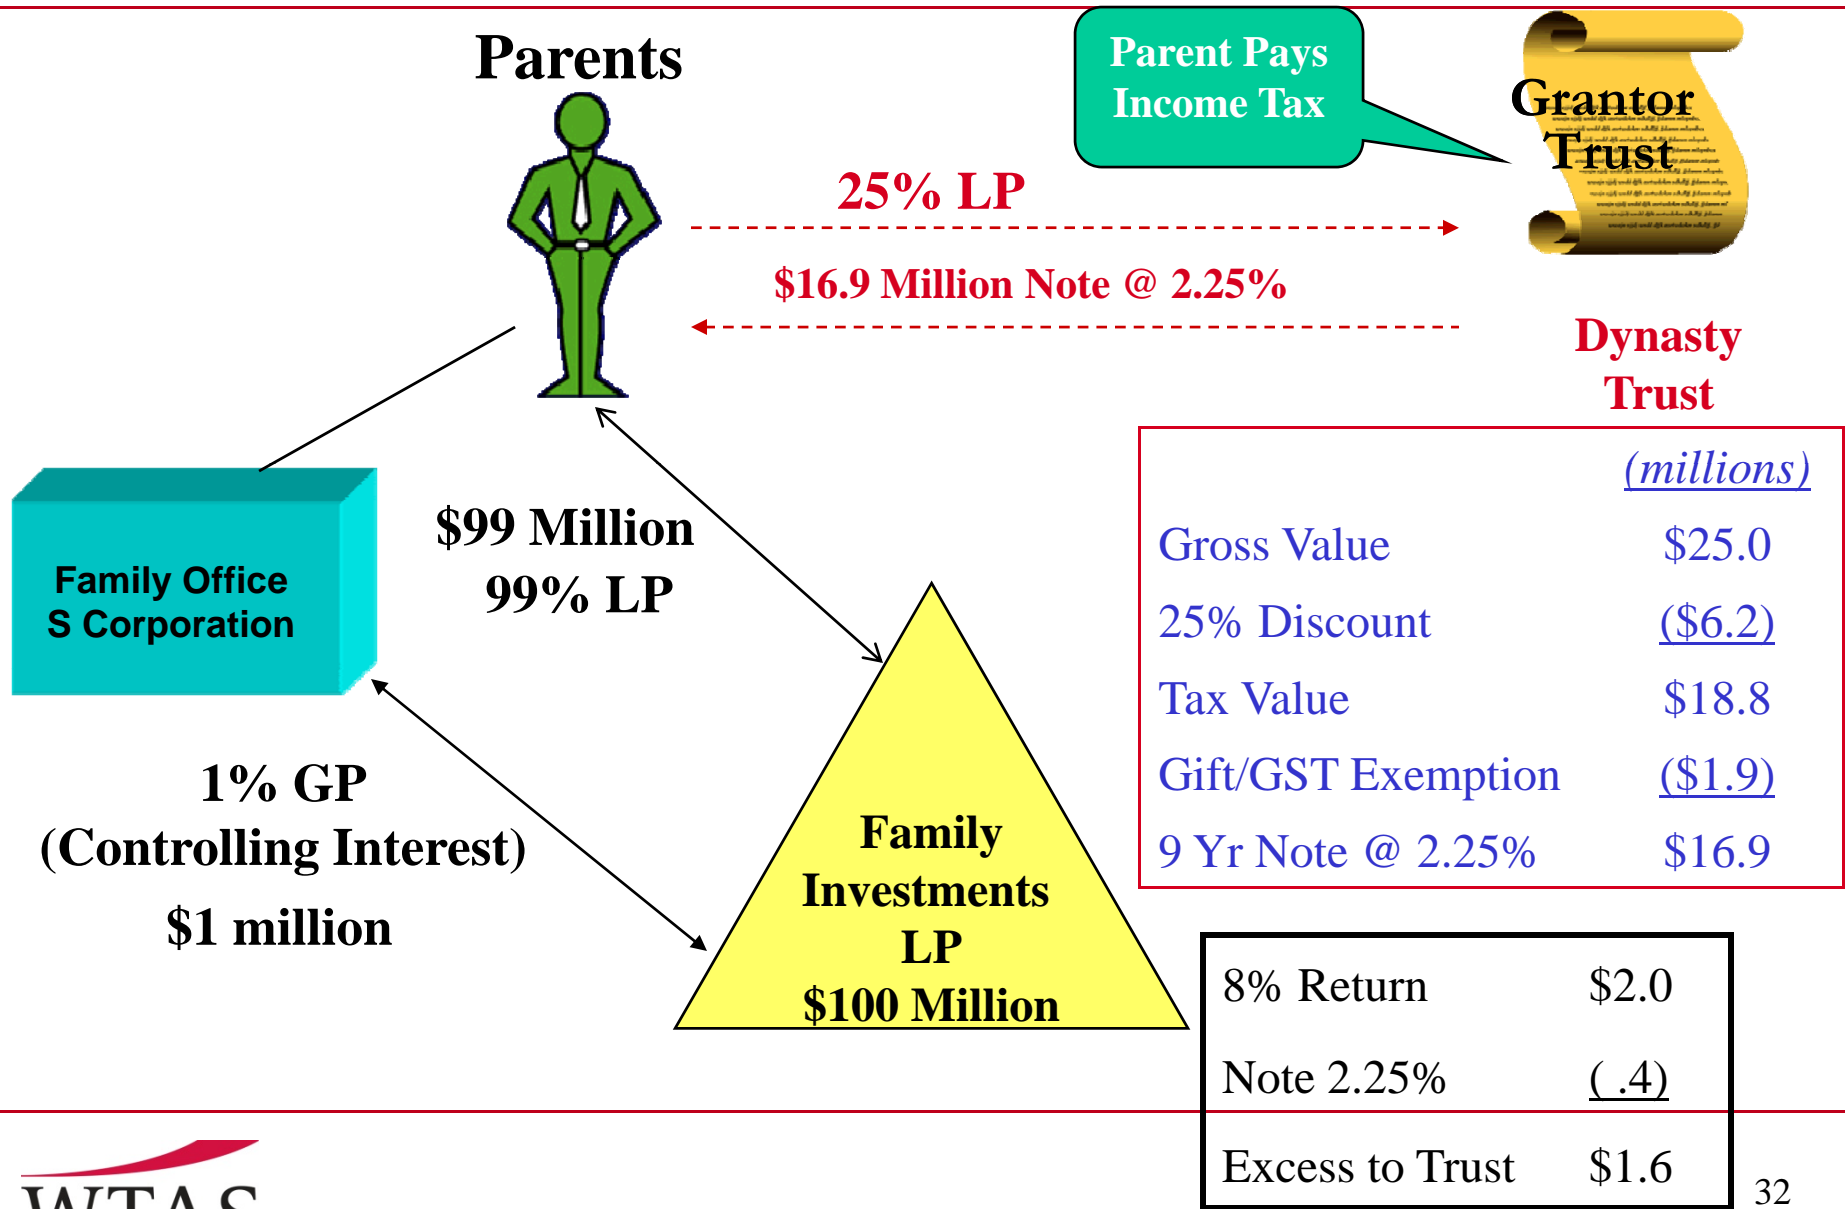 Parents
Parent Pays
Income Tax
Grantor
Trust
25% LP
$16.9 Million Note @ 2.25%
Dynasty
Trust
Family Office
S Corporation
$99 Million
99% LP
1% GP
(Controlling Interest)
$1 million
Family
Investments
LP
$100 Million
(millions)
Gross Value $25.0
25% Discount ($6.2)
Tax Value $18.8
Gift/GST Exemption ($1.9)
9 Yr Note @ 2.25% $16.9
8% Return $2.0
Note 2.25% ( .4)
Excess to Trust $1.6
WTAS
32